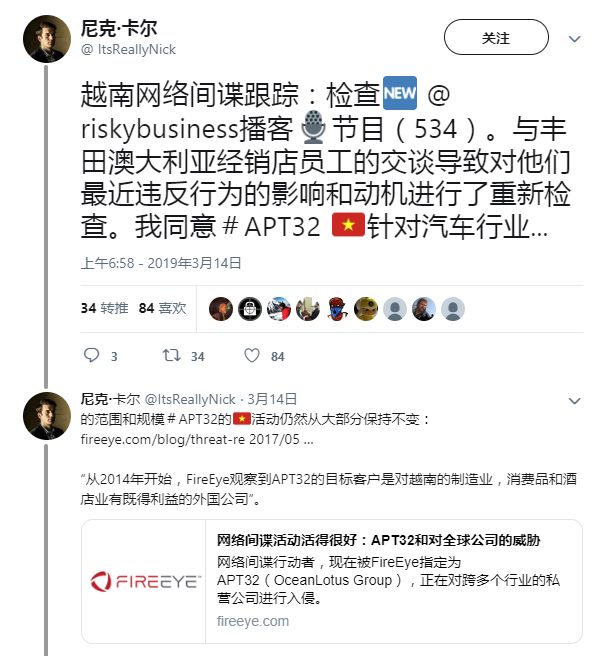 尼克·卡尔
@ ItsReallyNick
关注
越南网络间谍跟踪：检查NEW @
riskybusiness播客 节目（534）。与丰
田澳大利亚经销店员工的交谈导致对他们
最近违反行为的影响和动机进行了重新检
查。我同意＃APT32 针对汽车行业...
上午6:58 - 2019年3月14日
34 转推 84 喜欢
3 34 84
尼克·卡尔 @ItsReallyNick · 3月14日
的范围和规模＃APT32的 活动仍然从大部分保持不变：
fireeye.com/blog/threat-re 2017/05 ...
“从2014年开始，FireEye观察到APT32的目标客户是对越南的制造业，消费品和酒
店业有既得利益的外国公司”。
FIREEYE™
网络间谍活动活得很好：APT32和对全球公司的威胁
网络间谍行动者，现在被FireEye指定为
APT32（OceanLotus Group），正在对跨多个行业的私
营公司进行入侵。
fireeye.com